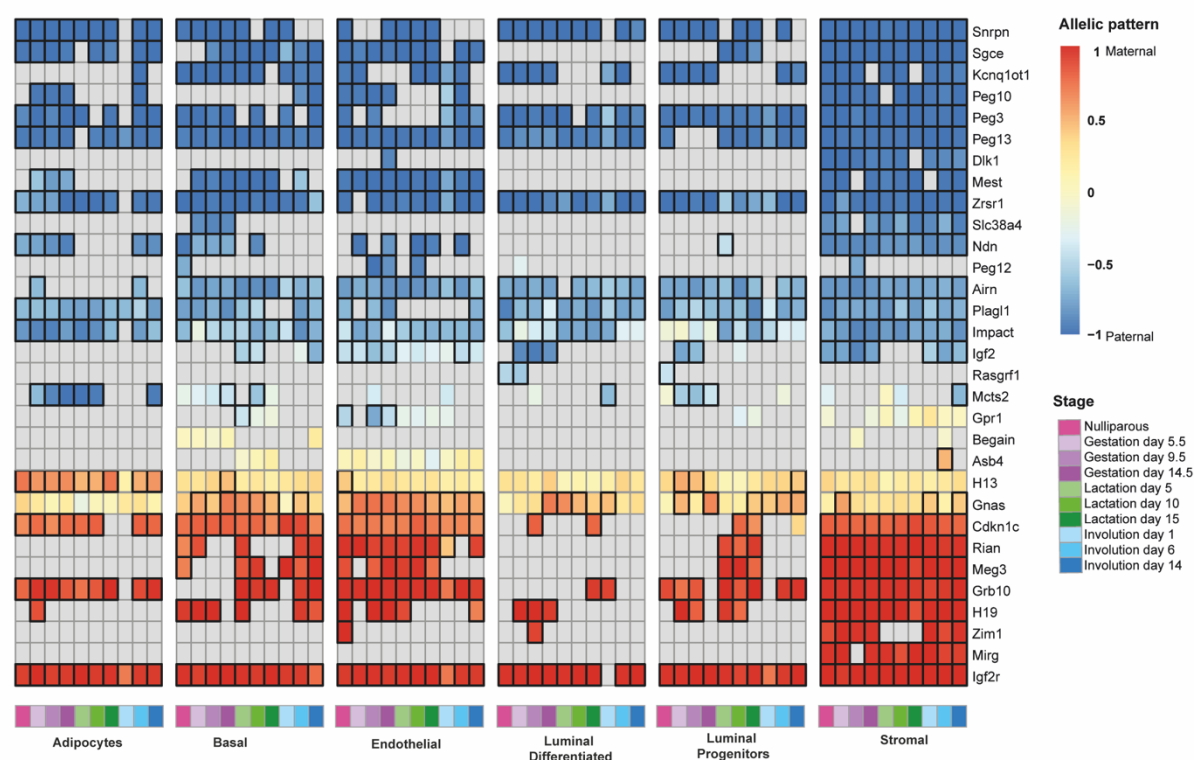 Allelic pattern
1 Maternal
0.5
0
−0.5
−1 Paternal
Snrpn
Sgce
Kcnq1ot1
Peg10
Peg3
Peg13
Dlk1
Mest
Zrsr1
Slc38a4
Ndn
Peg12
Airn
Plagl1
Impact
Igf2
Rasgrf1
Mcts2
Gpr1
Begain
Asb4
H13
Gnas
Cdkn1c
Rian
Meg3
Grb10
H19
Zim1
Mirg
Igf2r
Stage
Nulliparous
Gestation day 5.5
Gestation day 9.5
Gestation day 14.5
Lactation day 5
Lactation day 10
Lactation day 15
Involution day 1
Involution day 6
Involution day 14
Adipocytes
Basal
Endothelial
Luminal
Differentiated
Luminal
Progenitors
Stromal